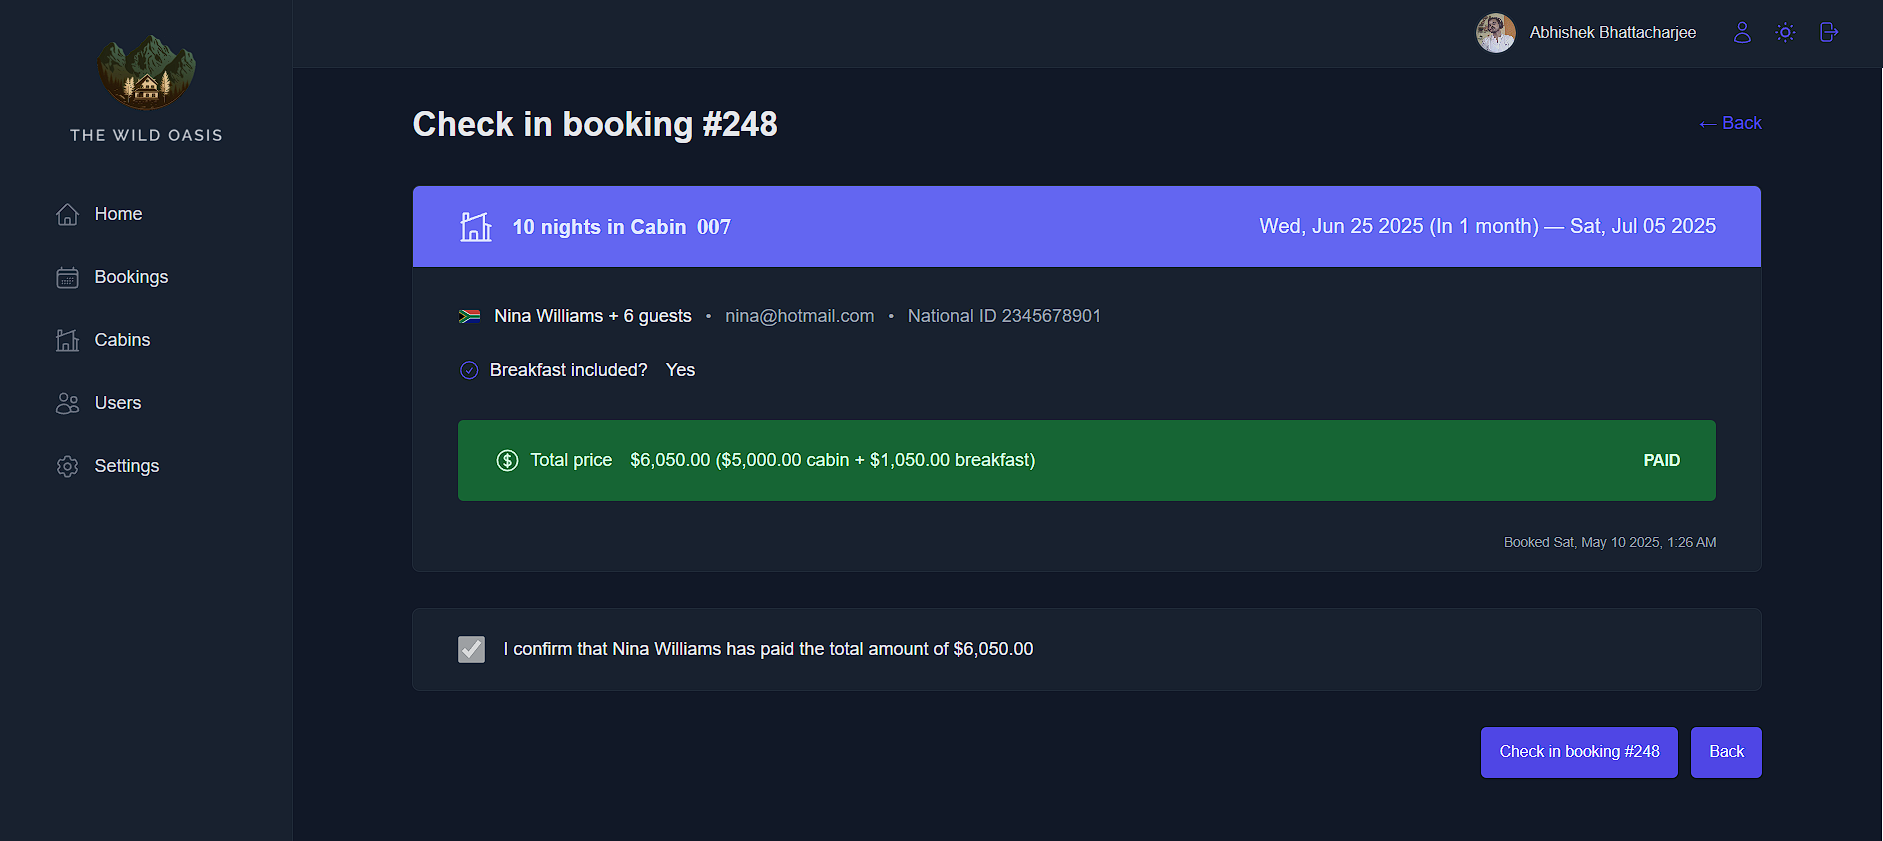 THE WILD OASIS
Home
Bookings
Cabins
Users
Settings
Abhishek Bhattacharjee
Check in booking #248
← Back
10 nights in Cabin 007
Wed, Jun 25 2025 (In 1 month) — Sat, Jul 05 2025
Nina Williams + 6 guests • nina@hotmail.com • National ID 2345678901
Breakfast included? Yes
Total price $6,050.00 ($5,000.00 cabin + $1,050.00 breakfast)
PAID
Booked Sat, May 10 2025, 1:26 AM
I confirm that Nina Williams has paid the total amount of $6,050.00
Check in booking #248
Back